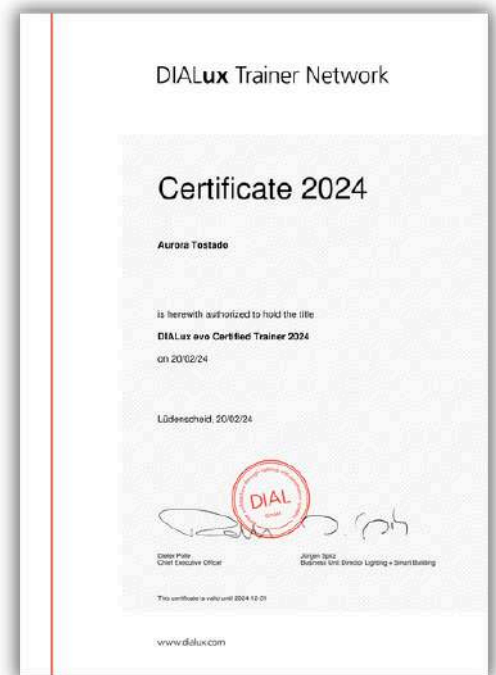 DIALux Trainer Network
Certificate 2024
Aurora Tostado
is herewith authorized to hold the title
DIALux evo Certified Trainer 2024
on 20/02/24
Lüdenscheid, 20/02/24
DIAL
Chief Executive Officer
Jürgen Spitz
Business Unit Director Lighting + Smart Building
This certificate is valid until 2024-12-31
www.dialux.com